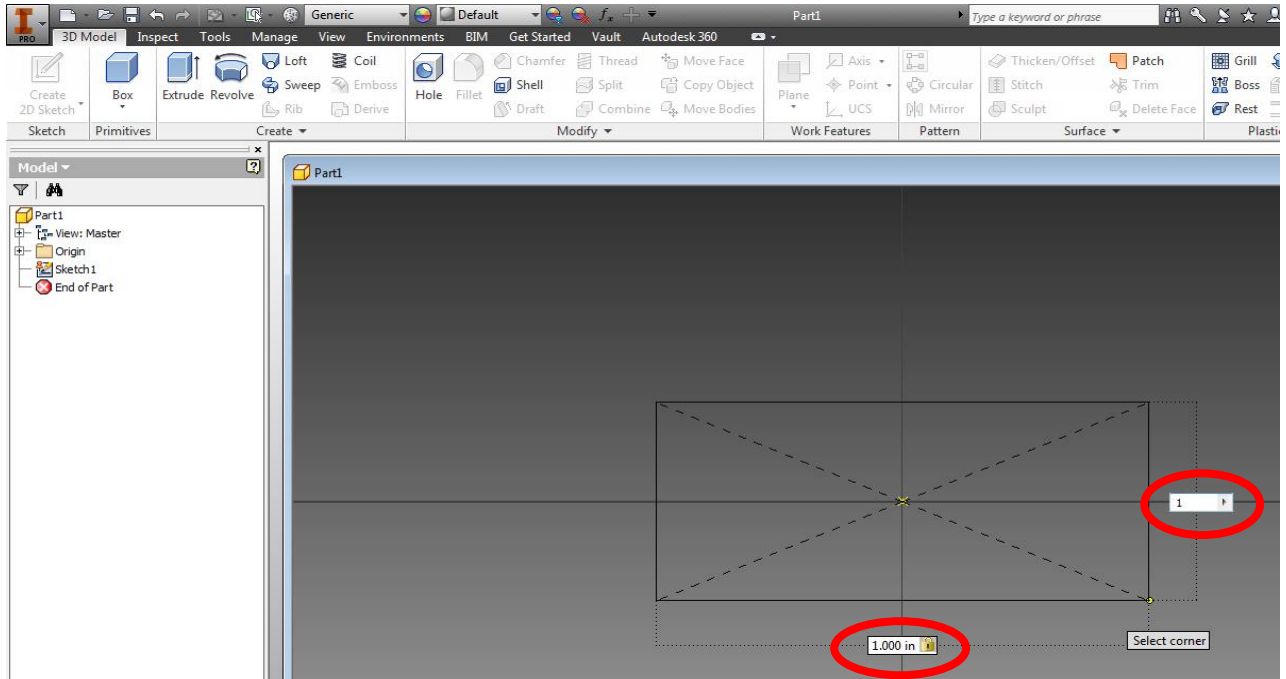 Generic Default fx Part1 Type a keyword or phrase
PRO 3D Model Inspect Tools Manage View Environments BIM Get Started Vault Autodesk 360
Create 2D Sketch
Sketch
Box
Primitives
Extrude Revolve
Loft Coil
Sweep Emboss
Rib Derive
Create
Hole Fillet
Chamfer Thread Move Face
Shell Split Copy Object
Draft Combine Move Bodies
Modify
Plane
Axis
Point
UCS
Work Features
Circular
Mirror
Pattern
Thicken/Offset Patch
Stitch Trim
Sculpt Delete Face
Surface
Grill
Boss
Rest
Model
Part1
View: Master
Origin
Sketch1
End of Part
Part1
1
1.000 in
Select corner